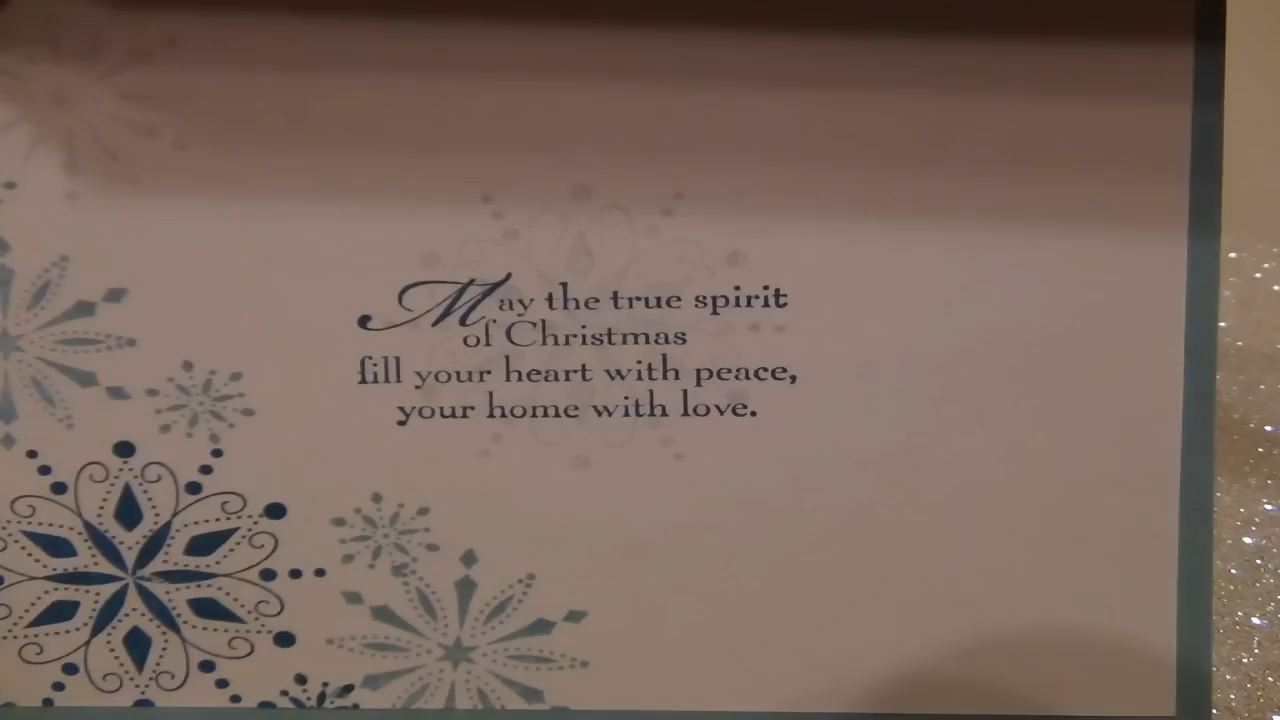 May the true spirit
of Christmas
fill your heart with peace,
your home with love.